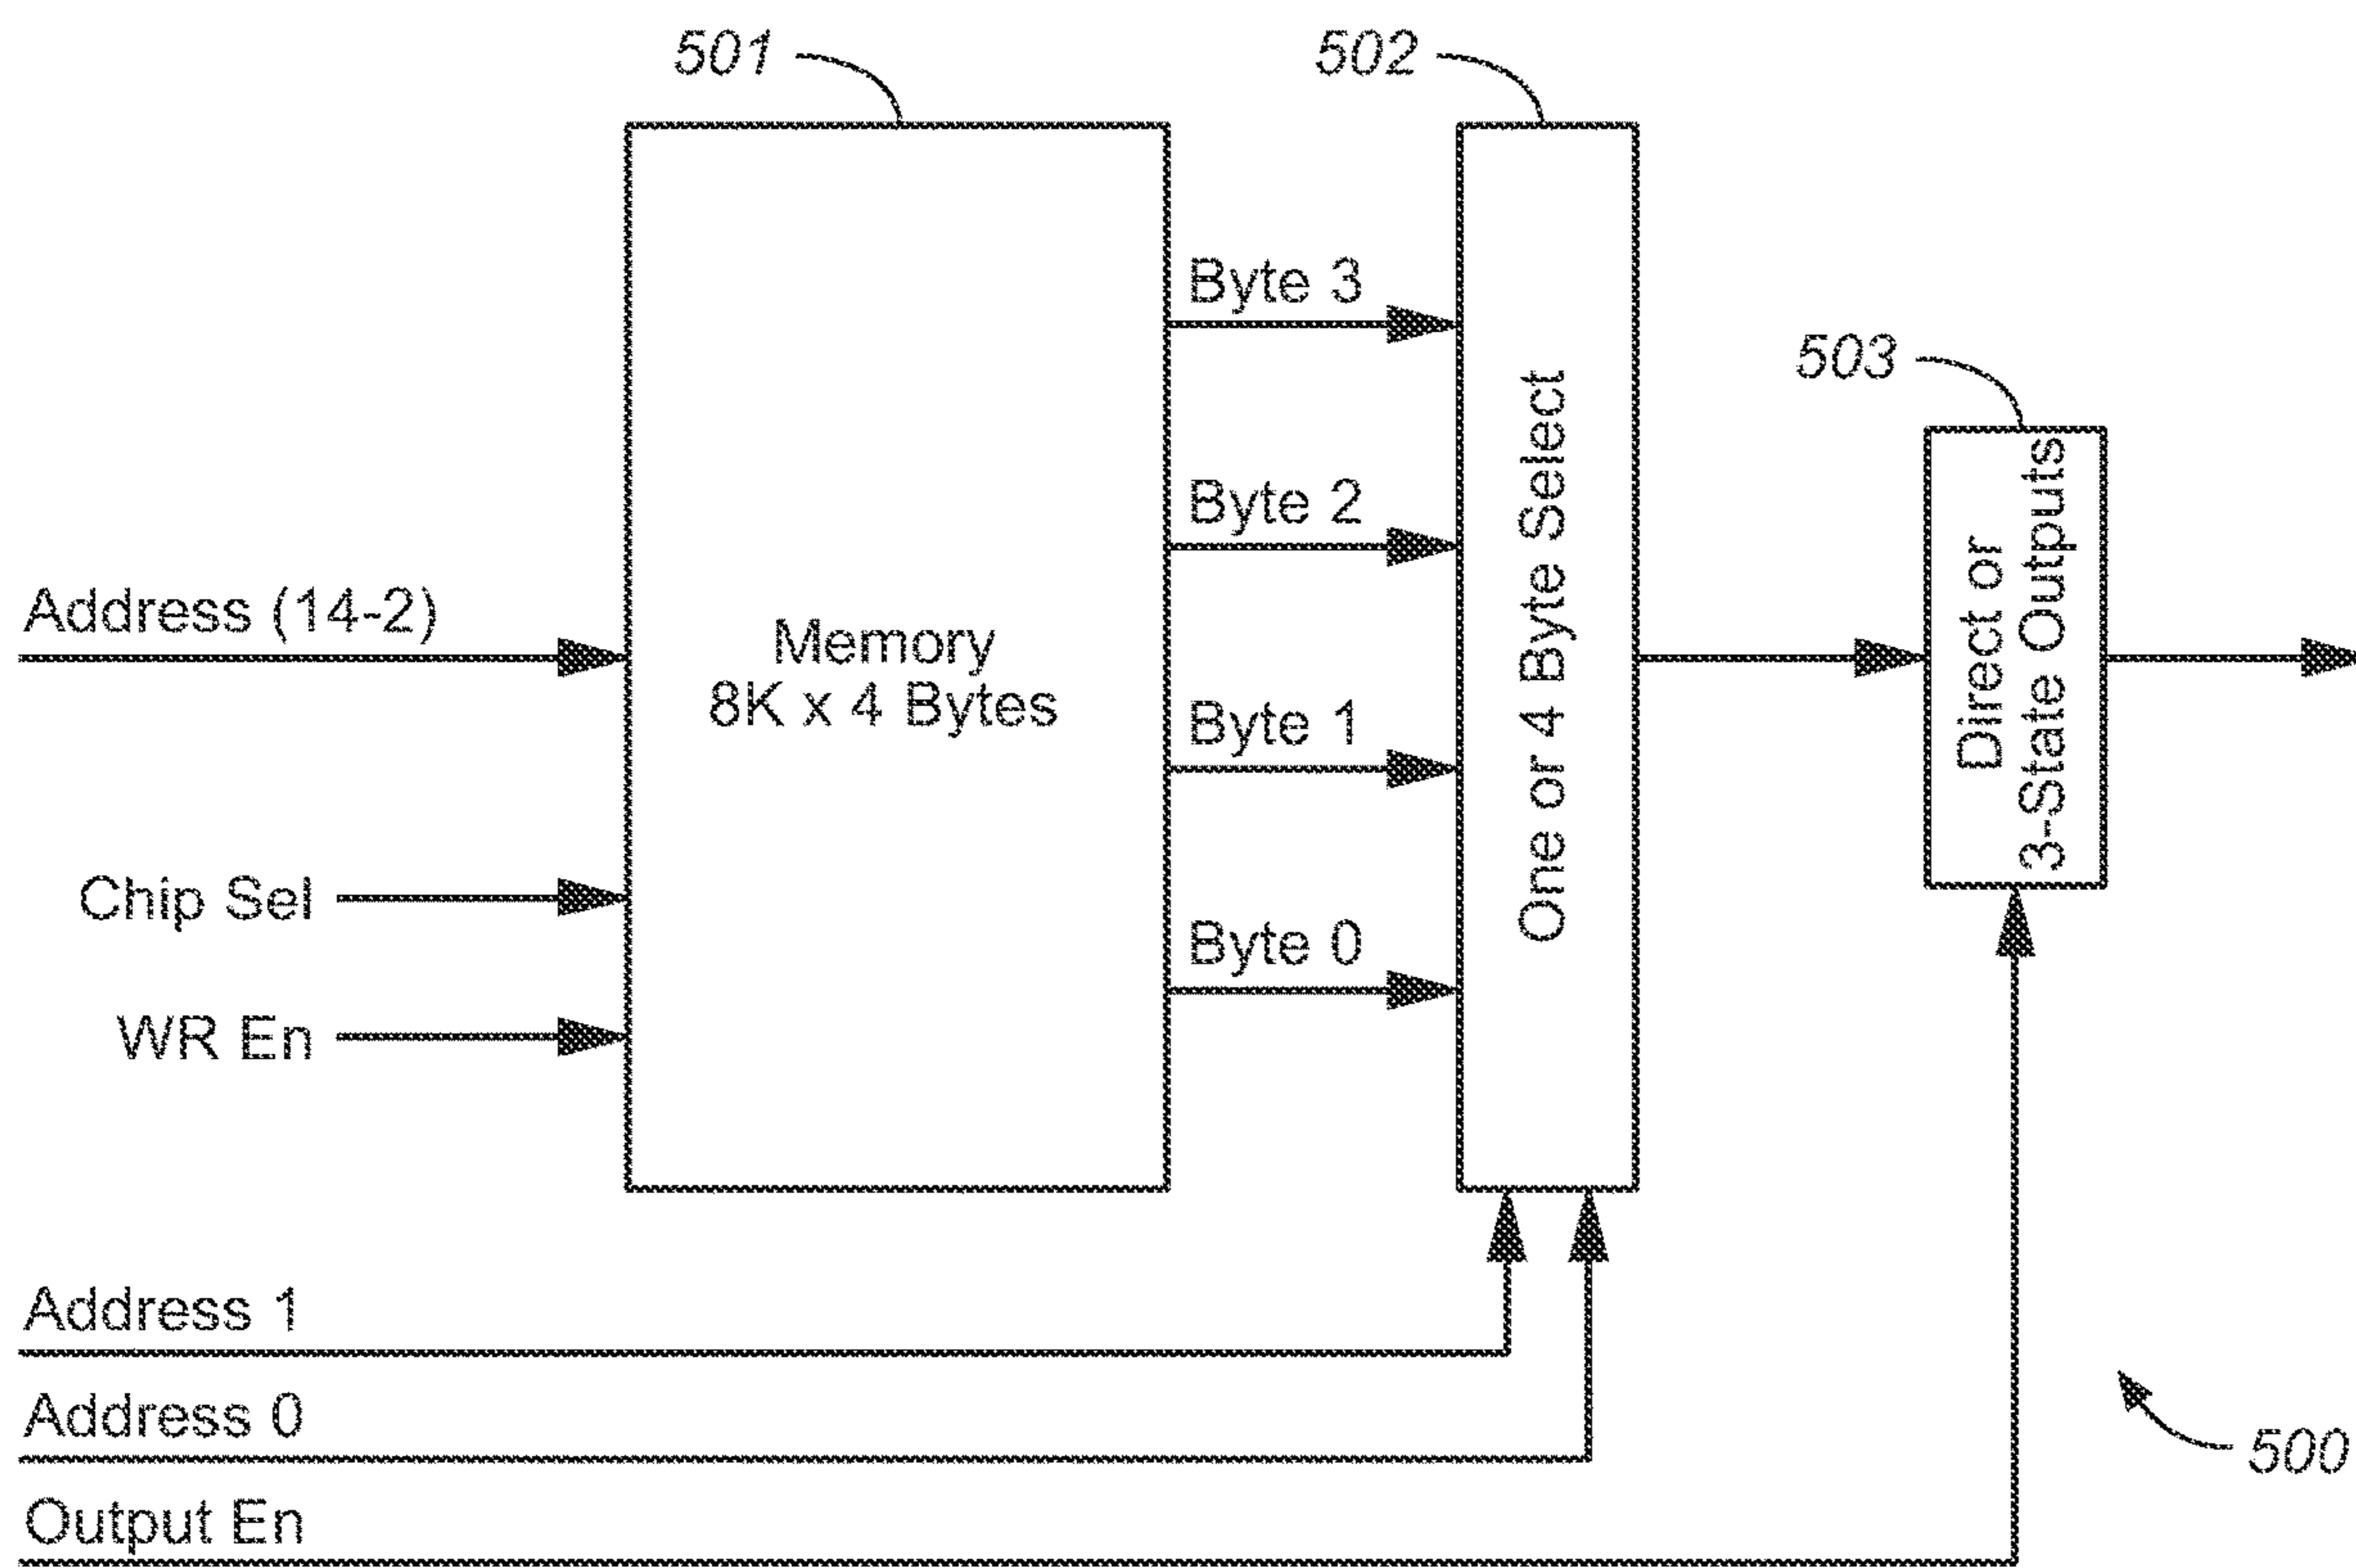 501
502
Byte 3
503
Byte 2
Address (14-2)
Memory
8K x 4 Bytes
One or 4 Byte Select
Direct or
3-State Outputs
Byte 1
Chip Sel
Byte 0
WR En
Address 1
Address 0
500
Output En